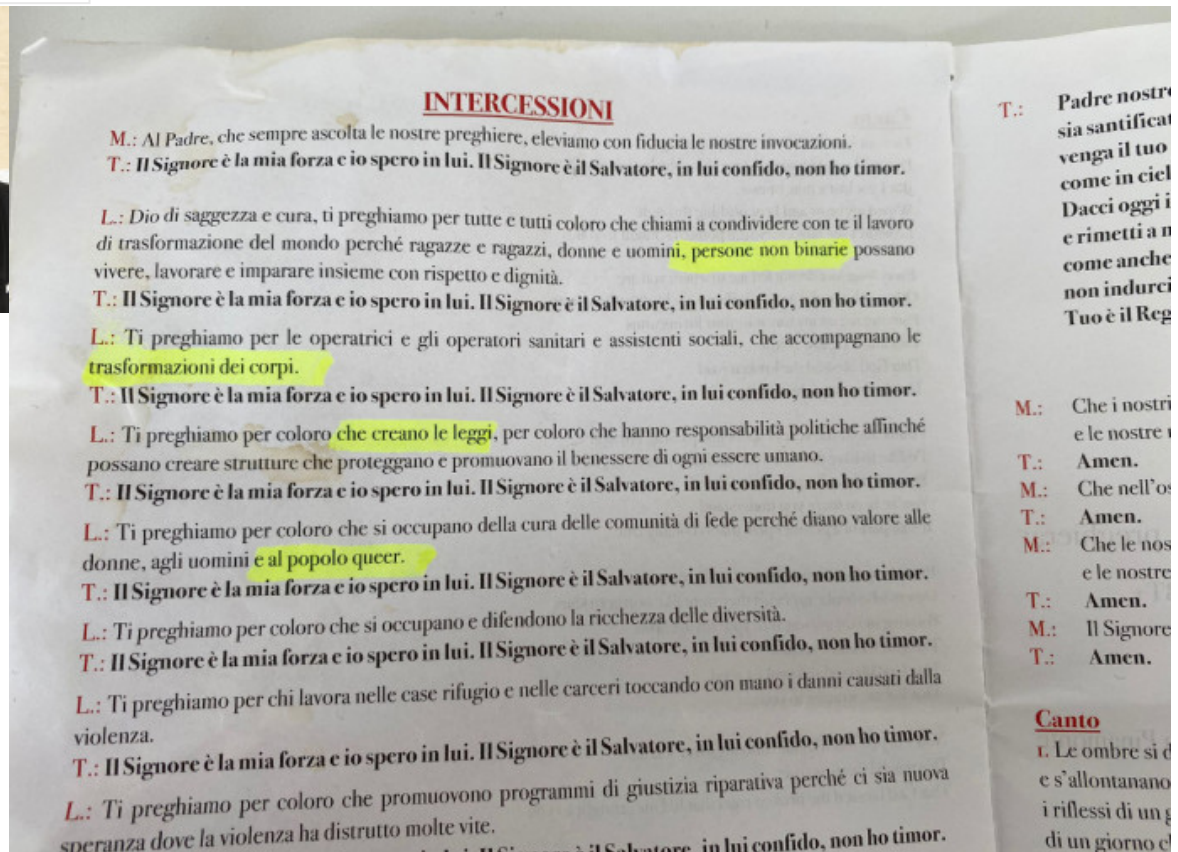 INTERCESSIONI
M.: Al Padre, che sempre ascolta le nostre preghiere, eleviamo con fiducia le nostre invocazioni.
T.: Il Signore è la mia forza e io spero in lui. Il Signore è il Salvatore, in lui confido, non ho timor.
L.: Dio di saggezza e cura, ti preghiamo per tutte e tutti coloro che chiami a condividere con te il lavoro
di trasformazione del mondo perché ragazze e ragazzi, donne e uomini, persone non binarie possano
vivere, lavorare e imparare insieme con rispetto e dignità.
T.: Il Signore è la mia forza e io spero in lui. Il Signore è il Salvatore, in lui confido, non ho timor.
L.: Ti preghiamo per le operatrici e gli operatori sanitari e assistenti sociali, che accompagnano le
trasformazioni dei corpi.
T.: Il Signore è la mia forza e io spero in lui. Il Signore è il Salvatore, in lui confido, non ho timor.
L.: Ti preghiamo per coloro che creano le leggi, per coloro che hanno responsabilità politiche affinché
possano creare strutture che proteggano e promuovano il benessere di ogni essere umano.
T.: Il Signore è la mia forza e io spero in lui. Il Signore è il Salvatore, in lui confido, non ho timor.
L.: Ti preghiamo per coloro che si occupano della cura delle comunità di fede perché diano valore alle
donne, agli uomini e al popolo queer.
T.: Il Signore è la mia forza e io spero in lui. Il Signore è il Salvatore, in lui confido, non ho timor.
L.: Ti preghiamo per coloro che si occupano e difendono la ricchezza delle diversità.
T.: Il Signore è la mia forza e io spero in lui. Il Signore è il Salvatore, in lui confido, non ho timor.
L.: Ti preghiamo per chi lavora nelle case rifugio e nelle carceri toccando con mano i danni causati dalla
violenza.
T.: Il Signore è la mia forza e io spero in lui. Il Signore è il Salvatore, in lui confido, non ho timor.
L.: Ti preghiamo per coloro che promuovono programmi di giustizia riparativa perché ci sia nuova
speranza dove la violenza ha distrutto molte vite.
è il Salvatore, in lui confido, non ho timor.
T.: Padre nostro
sia santificat
venga il tuo
come in ciel
Dacci oggi i
e rimetti a n
come anche
non indurci
Tuo è il Reg
M.: Che i nostri
e le nostre
T.: Amen.
M.: Che nell'os
T.: Amen.
M.: Che le nos
e le nostre
T.: Amen.
M.: Il Signore
T.: Amen.
Canto
1. Le ombre si d
e s'allontanano
i riflessi di un g
di un giorno c